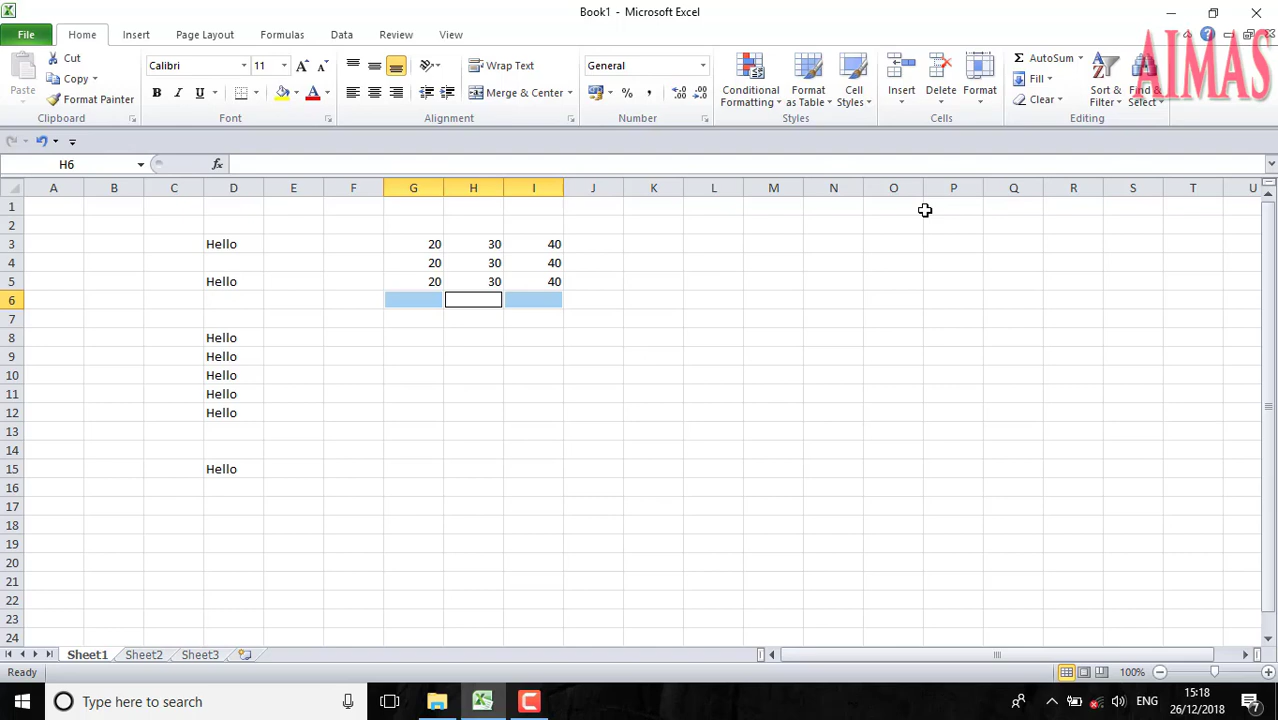 Book1 - Microsoft Excel
File Home Insert Page Layout Formulas Data Review View
AIMAS
Paste
Cut
Copy
Format Painter
Clipboard
Calibri 11 A A
B I U A
Font
Wrap Text
Merge & Center
Alignment
General
% , .0 .00 .00 .0
Number
Conditional Formatting
Format as Table
Cell Styles
Styles
Insert
Delete
Format
Cells
Σ AutoSum
Fill
Clear
Sort & Filter
Find & Select
Editing
H6 fx
A B C D E F G H I J K L M N O P Q R S T U
1
2
3 Hello 20 30 40
4 20 30 40
5 Hello 20 30 40
6
7
8 Hello
9 Hello
10 Hello
11 Hello
12 Hello
13
14
15 Hello
16
17
18
19
20
21
22
23
24
Sheet1 Sheet2 Sheet3
Ready 100%
Type here to search
ENG
15:18
26/12/2018
7